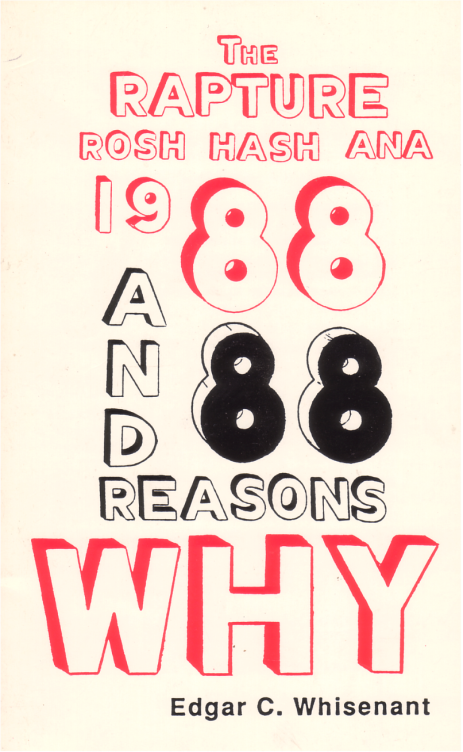 The
RAPTURE
ROSH HASH ANA
1988
AND 88
REASONS
WHY
Edgar C. Whisenant